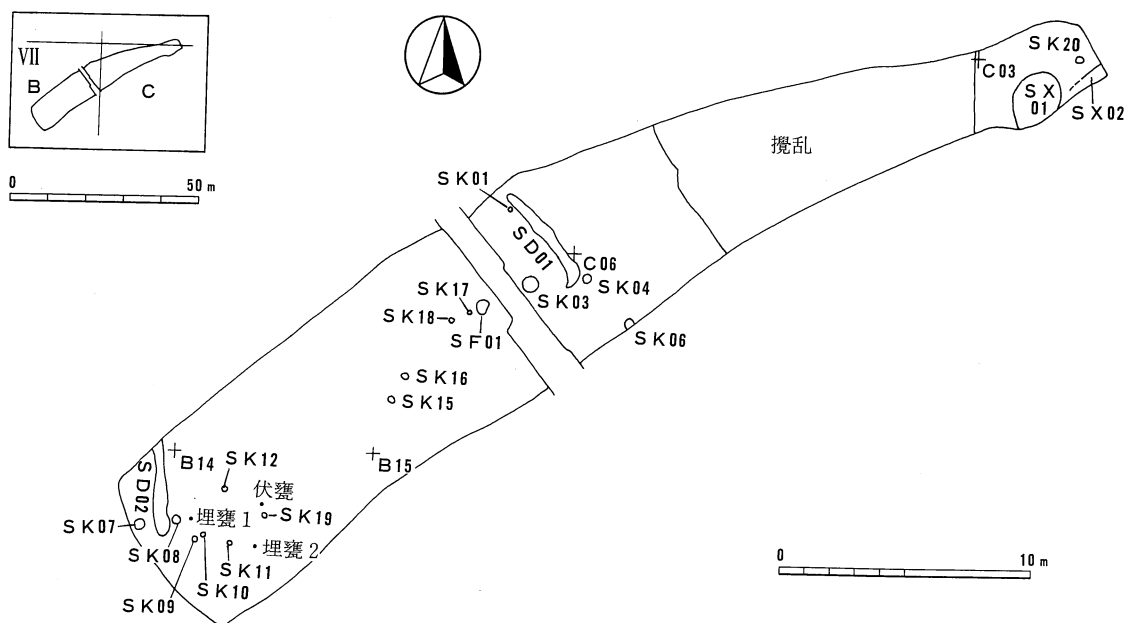 VII
B
C
0 50m
SK20
C03
SX
01
SX02
攪乱
SK01
SD01
C06
SK04
SK03
SK17
SK18
SF01
SK06
SK16
SK15
B14
SK12
B15
SD02
伏甕
埋甕1
SK19
SK07
SK08
埋甕2
SK11
SK10
SK09
0 10m